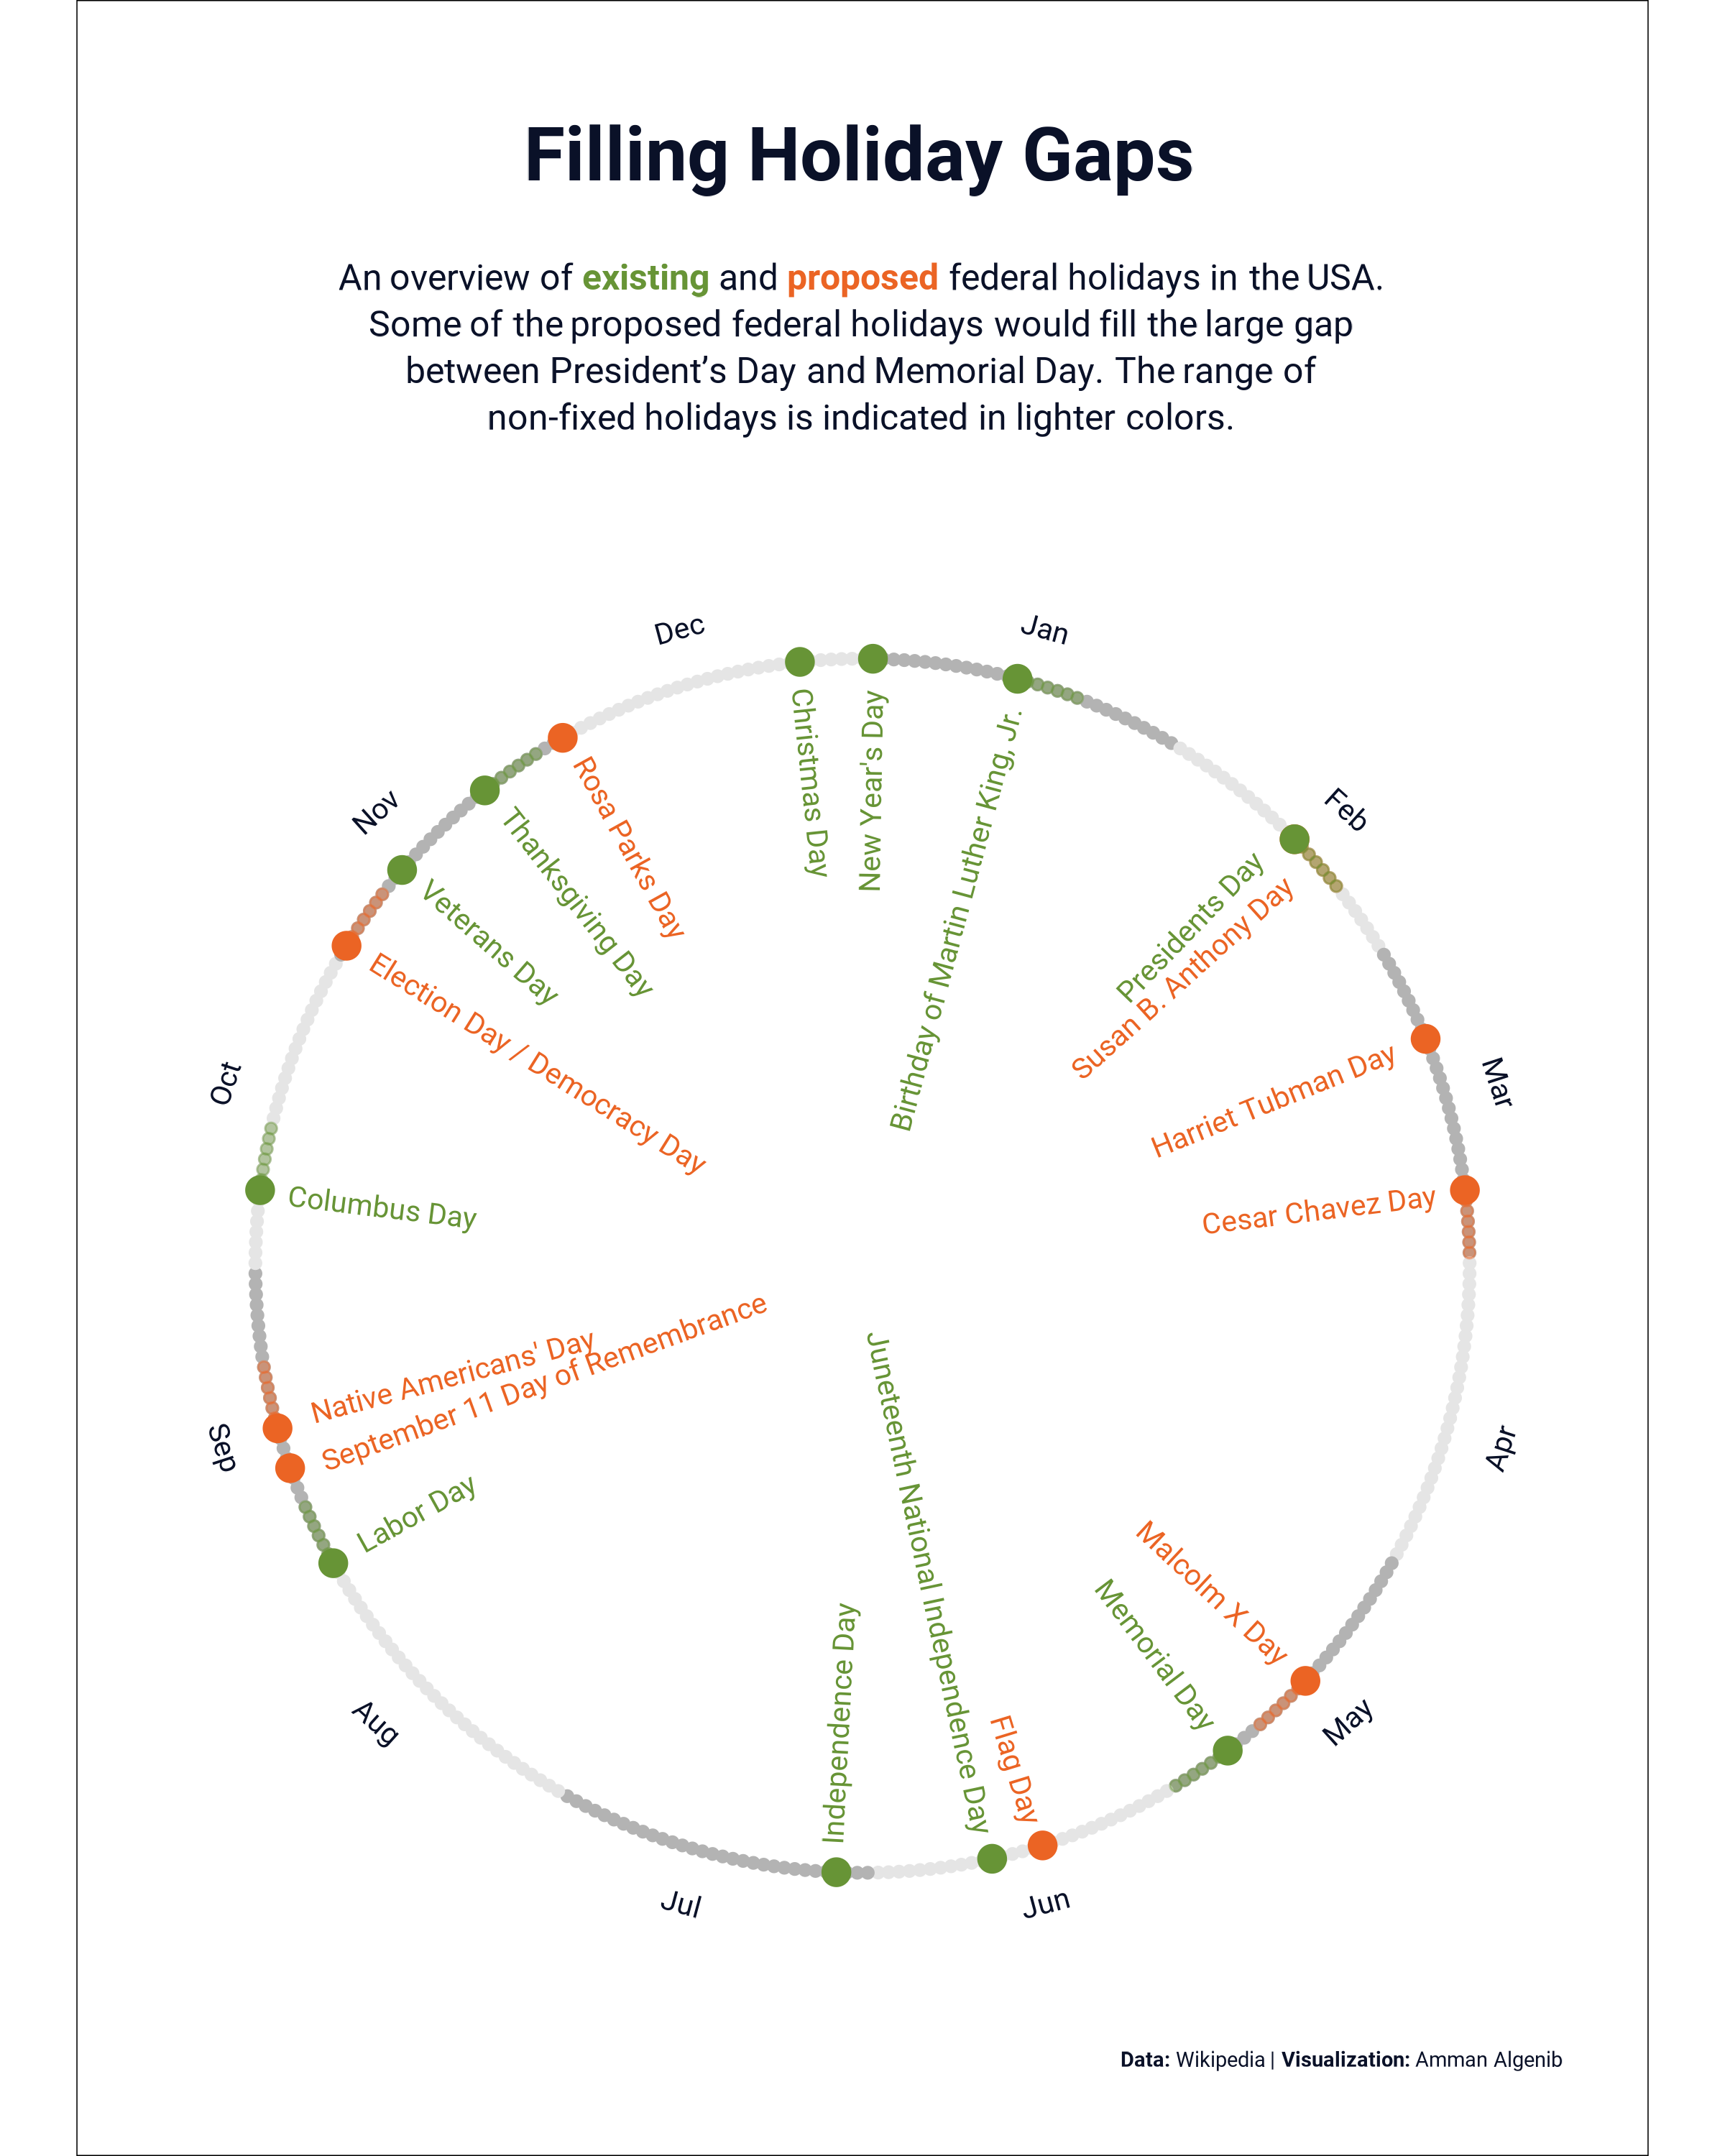 Filling Holiday Gaps
An overview of existing and proposed federal holidays in the USA.
Some of the proposed federal holidays would fill the large gap
between President’s Day and Memorial Day. The range of
non-fixed holidays is indicated in lighter colors.
Jan
Feb
Mar
Apr
May
Jun
Jul
Aug
Sep
Oct
Nov
Dec
New Year's Day
Birthday of Martin Luther King, Jr.
Presidents Day
Susan B. Anthony Day
Harriet Tubman Day
Cesar Chavez Day
Malcolm X Day
Memorial Day
Flag Day
Juneteenth National Independence Day
Independence Day
Labor Day
September 11 Day of Remembrance
Native Americans' Day
Columbus Day
Election Day / Democracy Day
Veterans Day
Thanksgiving Day
Rosa Parks Day
Christmas Day
Data: Wikipedia | Visualization: Amman Algenib